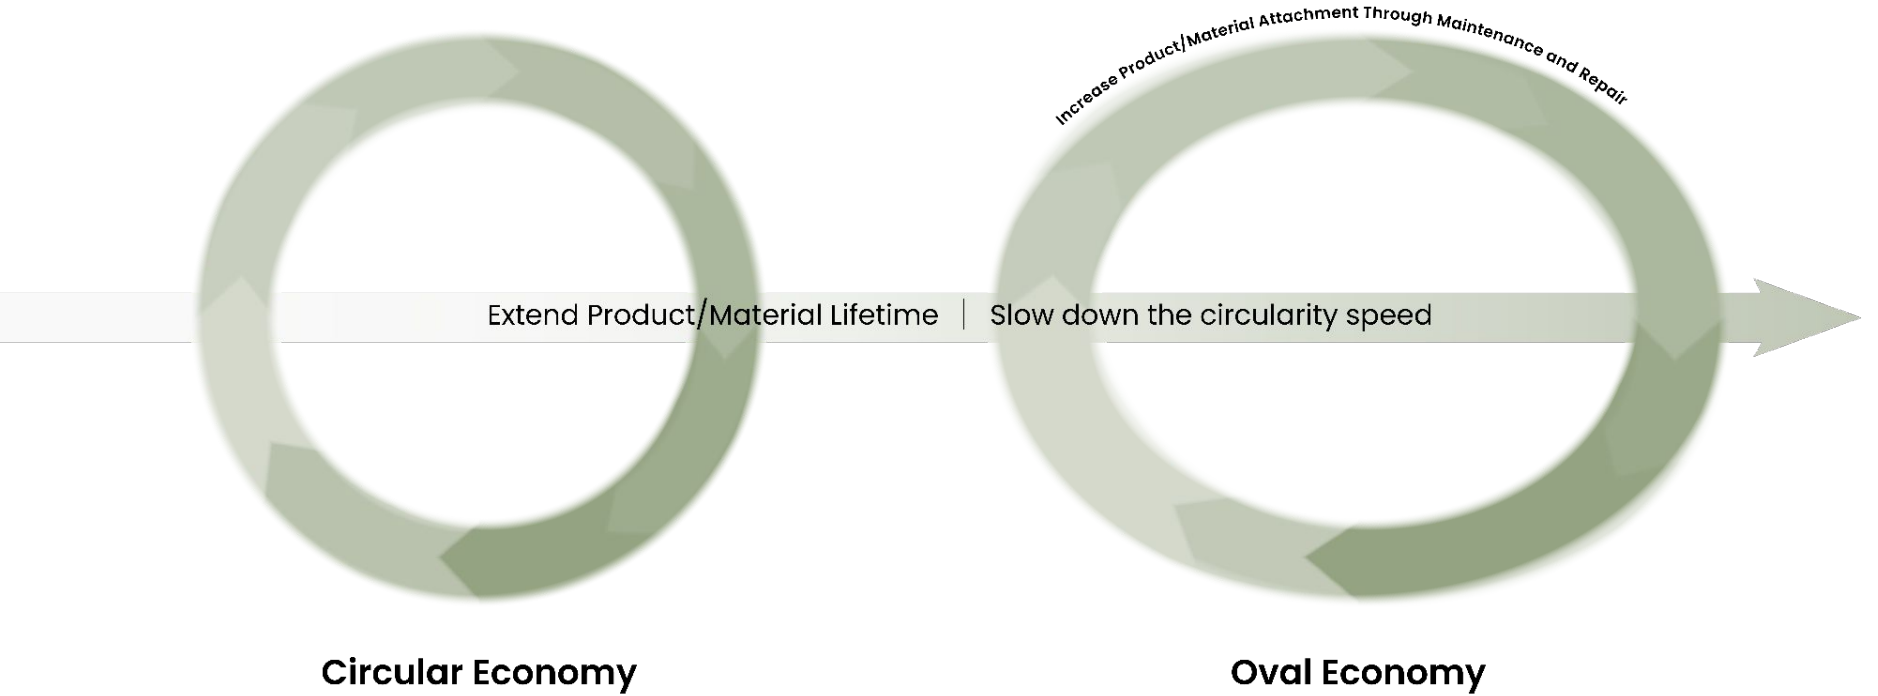 Increase Product/Material Attachment Through Maintenance and Repair
Extend Product/Material Lifetime | Slow down the circularity speed
Circular Economy
Oval Economy